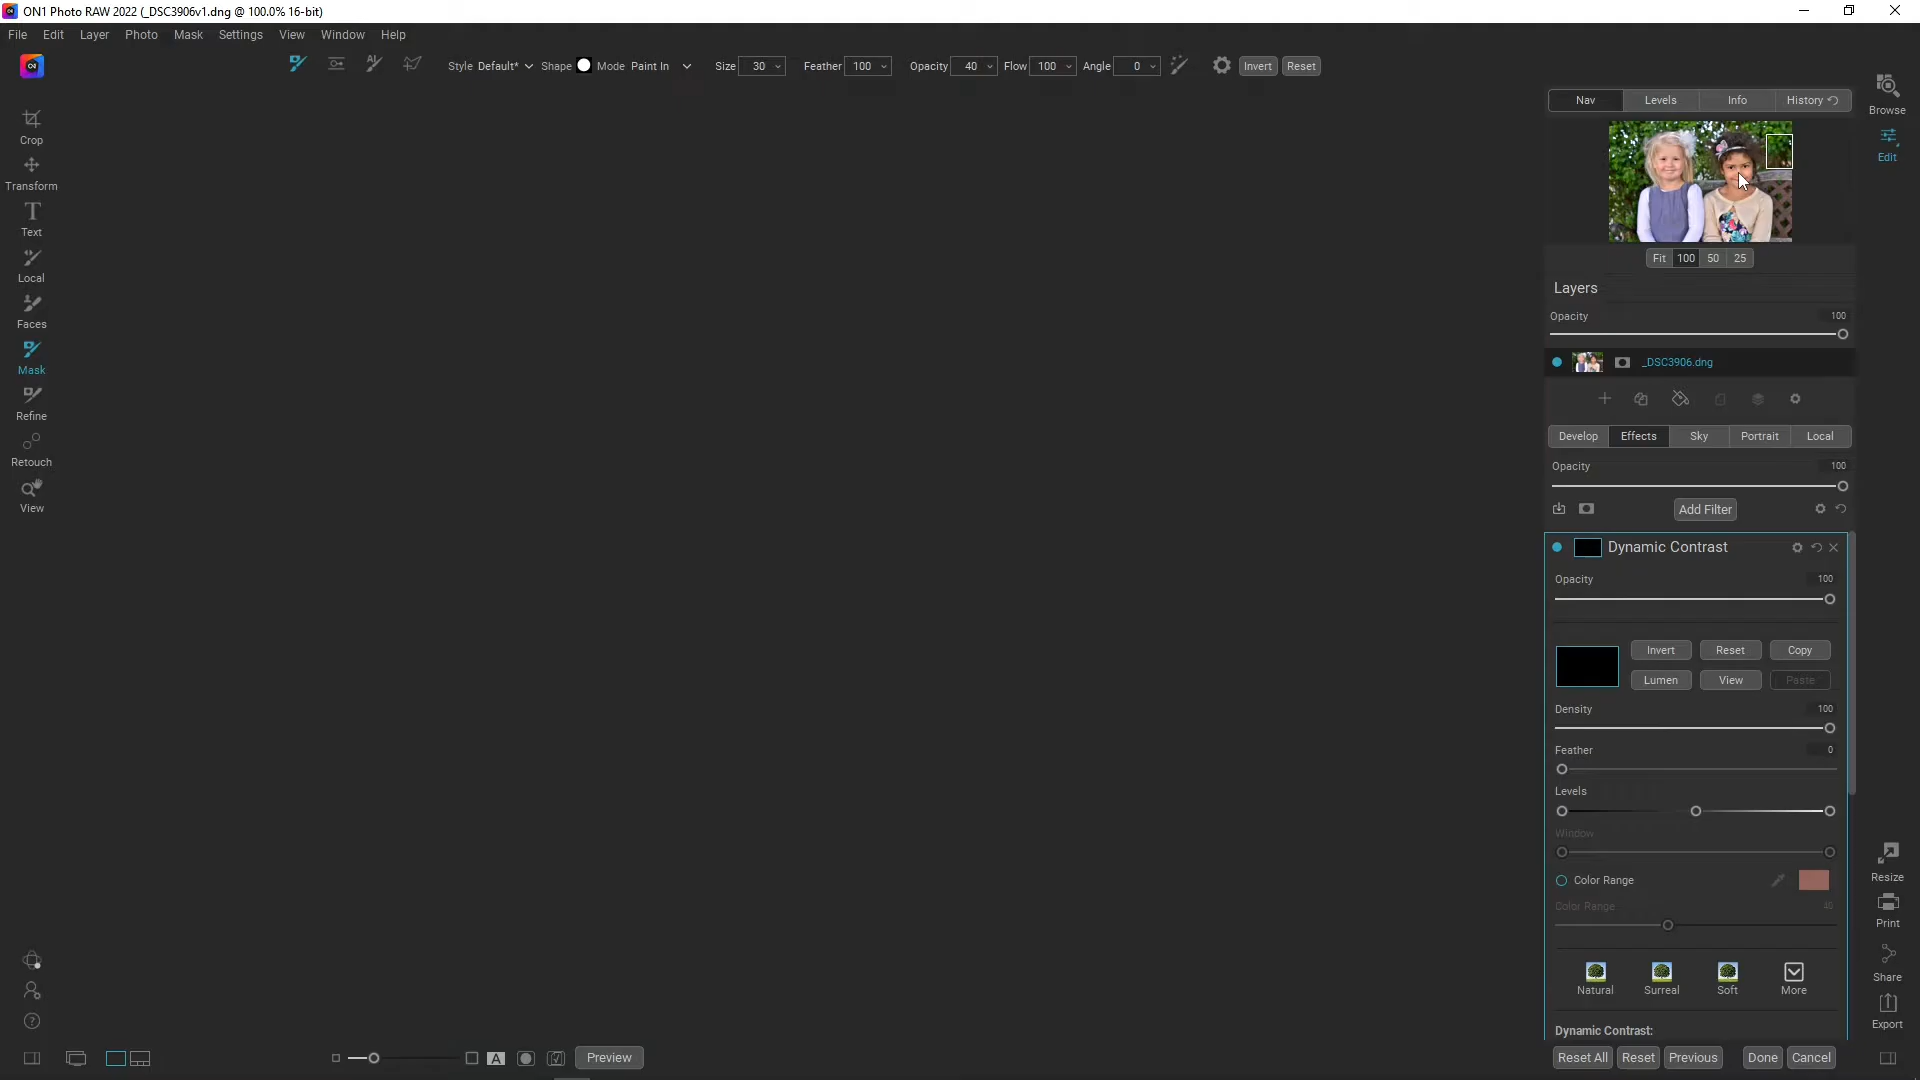 ON1 Photo RAW 2022 (_DSC3906v1.dng @ 100.0% 16-bit)
File Edit Layer Photo Mask Settings View Window Help
Style Default* Shape Mode Paint In Size 30 Feather 100 Opacity 40 Flow 100 Angle 0 Invert Reset
Crop
Transform
Text
Local
Faces
Mask
Refine
Retouch
View
Nav Levels Info History
Browse
Edit
Fit 100 50 25
Layers
Opacity 100
_DSC3906.dng
Develop Effects Sky Portrait Local
Opacity 100
Add Filter
Dynamic Contrast
Opacity 100
Invert Reset Copy
Lumen View Paste
Density 100
Feather 0
Levels
Window
Color Range
Color Range 40
Natural Surreal Soft More
Dynamic Contrast:
Resize
Print
Share
Export
A Preview
Reset All Reset Previous Done Cancel